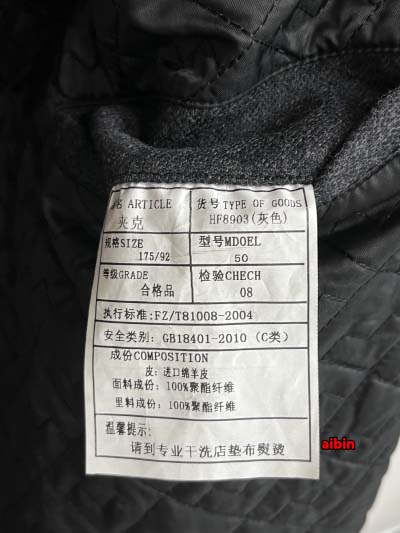 名 ARTICLE 货号 TYPE OF GOODS
夹克 HF8903(灰色)
规格SIZE 型号MDOEL
175/92 50
等级GRADE 检验CHECH
合格品 08
执行标准:FZ/T81008-2004
安全类别: GB18401-2010 (C类)
成份COMPOSITION
皮: 进口绵羊皮
面料成份: 100%聚酯纤维
里料成份: 100%聚酯纤维
温馨提示:
请到专业干洗店垫布熨烫
aibin